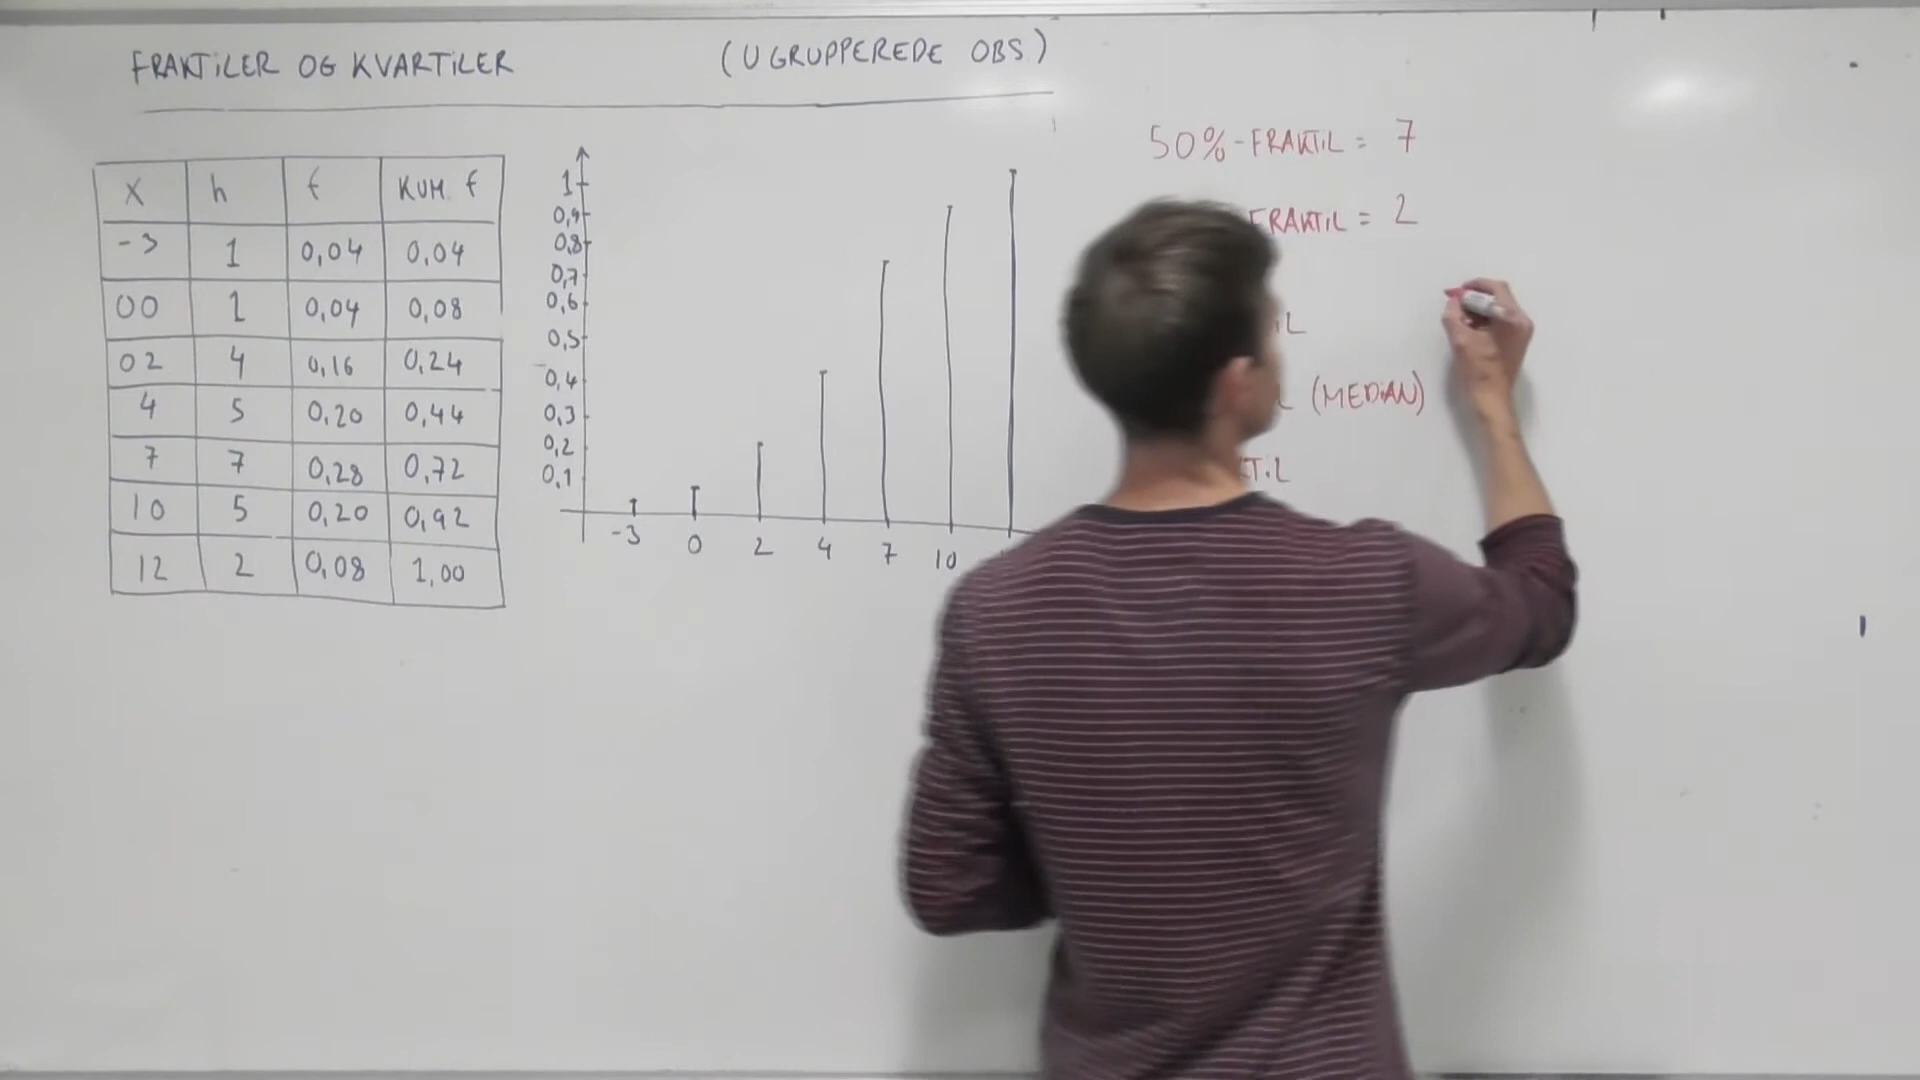 FRAKTILER OG KVARTILER (UGRUPPEREDE OBS)
X h f KUM. f
-3 1 0,04 0,04
00 1 0,04 0,08
02 4 0,16 0,24
4 5 0,20 0,44
7 7 0,28 0,72
10 5 0,20 0,92
12 2 0,08 1,00
1
0,9
0,8
0,7
0,6
0,5
0,4
0,3
0,2
0,1
-3 0 2 4 7 10
50%-FRAKTIL = 7
FRAKTIL = 2
(MEDIAN)